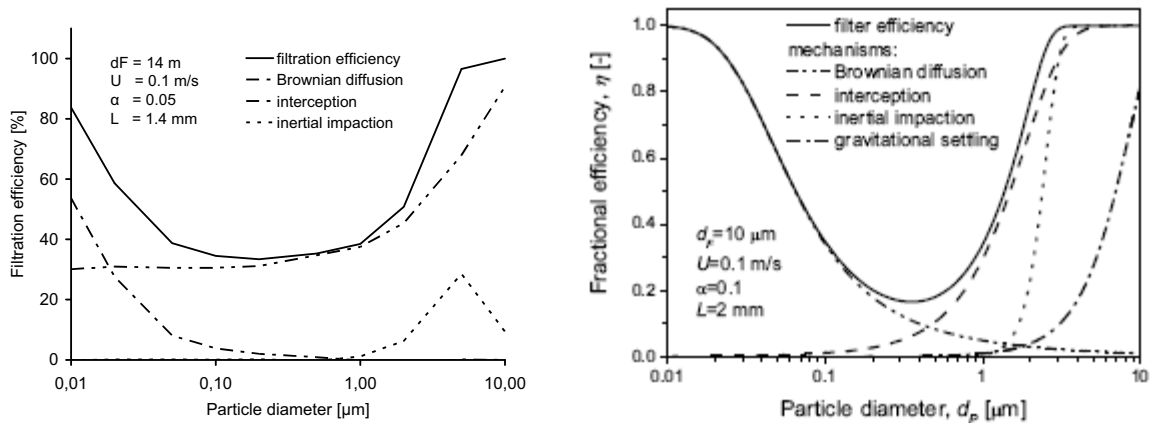 100
80
60
40
20
0
Filtration efficiency [%]
dF = 14 m
U = 0.1 m/s
α = 0.05
L = 1.4 mm
filtration efficiency
Brownian diffusion
interception
inertial impaction
0,01
0,10
1,00
10,00
Particle diameter [µm]
1.0
0.8
0.6
0.4
0.2
0.0
Fractional efficiency, η [-]
filter efficiency
mechanisms:
Brownian diffusion
interception
inertial impaction
gravitational settling
d_F=10 µm
U=0.1 m/s
α=0.1
L=2 mm
0.01
0.1
1
10
Particle diameter, d_p [µm]